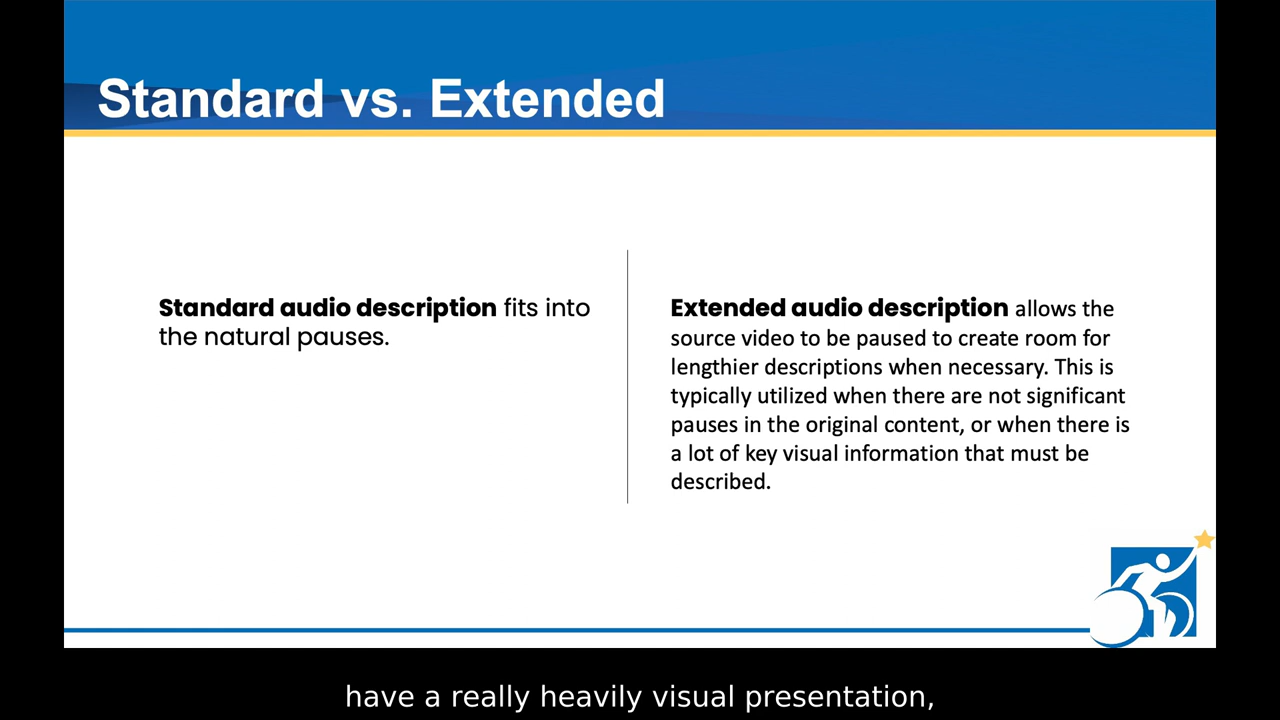 Standard vs. Extended
Standard audio description fits into
the natural pauses.
Extended audio description allows the
source video to be paused to create room for
lengthier descriptions when necessary. This is
typically utilized when there are not significant
pauses in the original content, or when there is
a lot of key visual information that must be
described.
have a really heavily visual presentation,